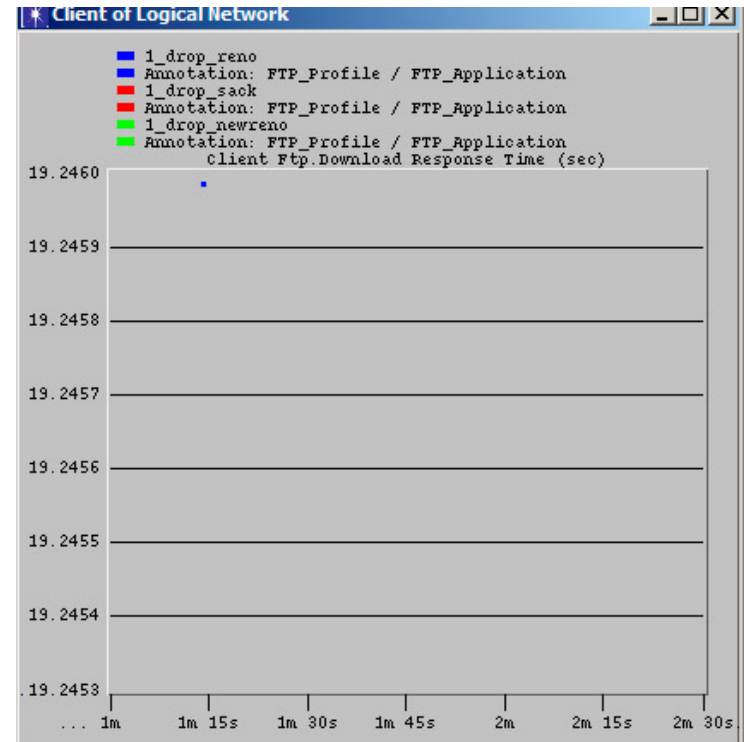 Client of Logical Network
1_drop_reno
Annotation: FTP_Profile / FTP_Application
1_drop_sack
Annotation: FTP_Profile / FTP_Application
1_drop_newreno
Annotation: FTP_Profile / FTP_Application
Client Ftp.Download Response Time (sec)
19.2460
19.2459
19.2458
19.2457
19.2456
19.2455
19.2454
.19.2453
... 1m 1m 15s 1m 30s 1m 45s 2m 2m 15s 2m 30s.